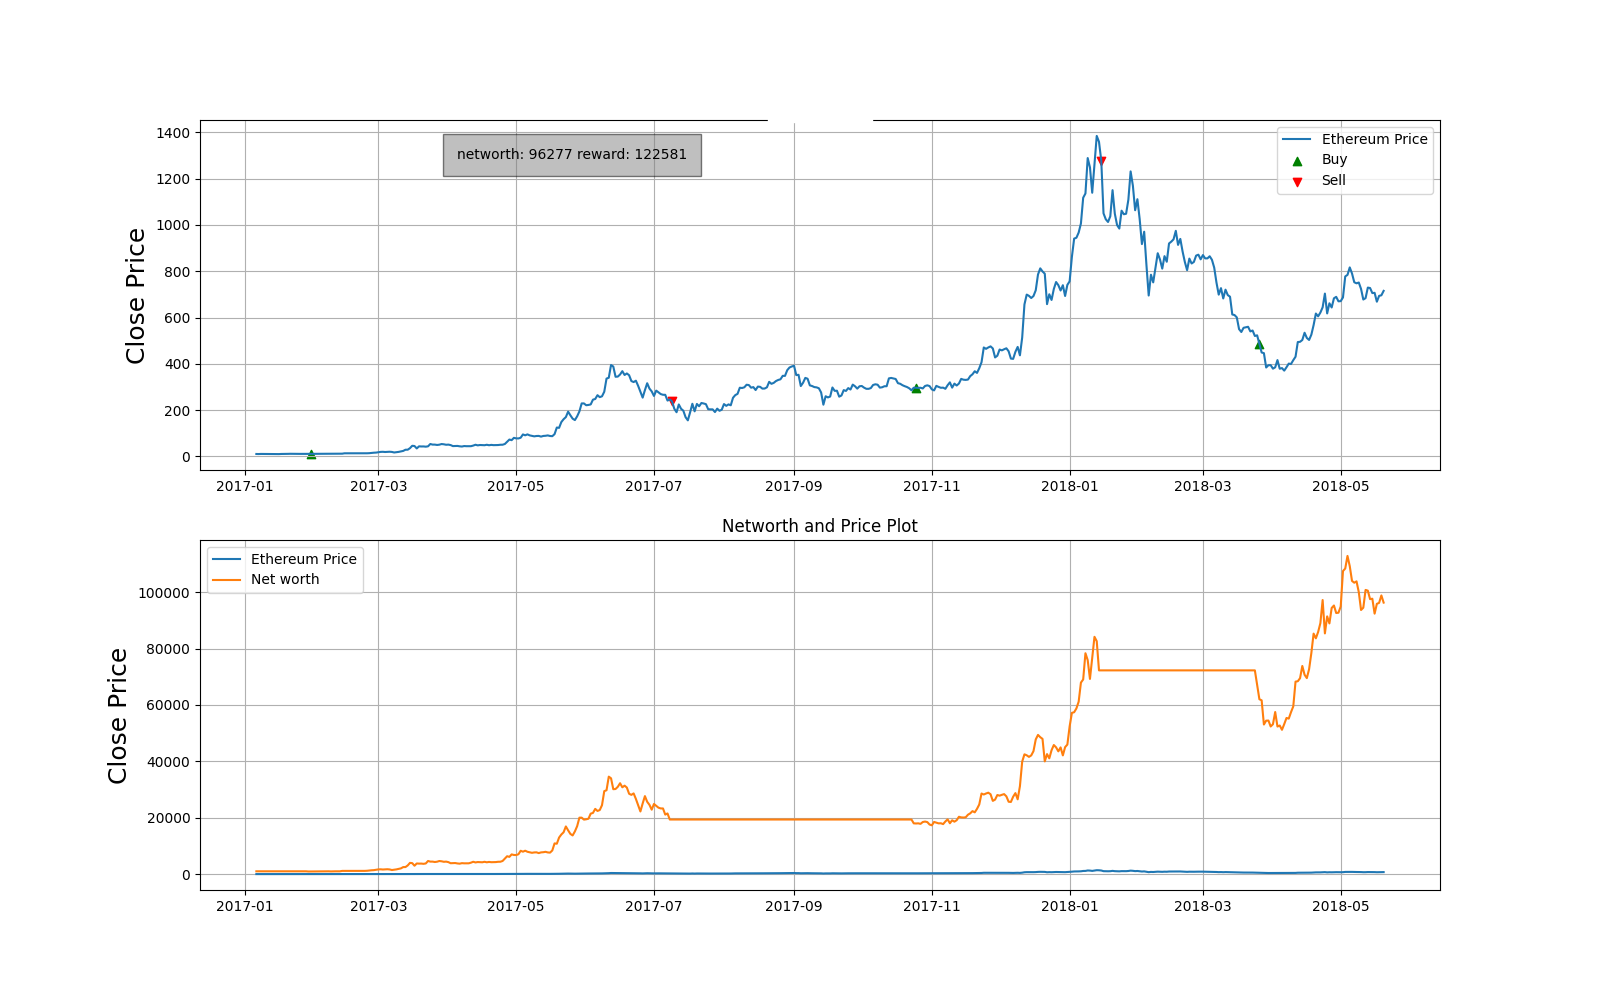 1400
1200
1000
800
600
400
200
0
Close Price
networth: 96277 reward: 122581
Ethereum Price
Buy
Sell
2017-01 2017-03 2017-05 2017-07 2017-09 2017-11 2018-01 2018-03 2018-05
Networth and Price Plot
100000
80000
60000
40000
20000
0
Close Price
Ethereum Price
Net worth
2017-01 2017-03 2017-05 2017-07 2017-09 2017-11 2018-01 2018-03 2018-05